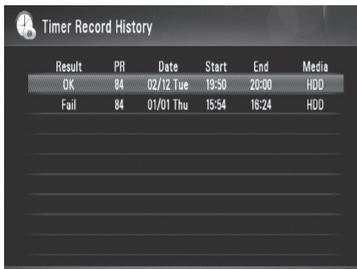 Timer Record History
Result PR Date Start End Media
OK 84 02/12 Tue 19:50 20:00 HDD
Fail 84 01/01 Thu 15:54 16:24 HDD